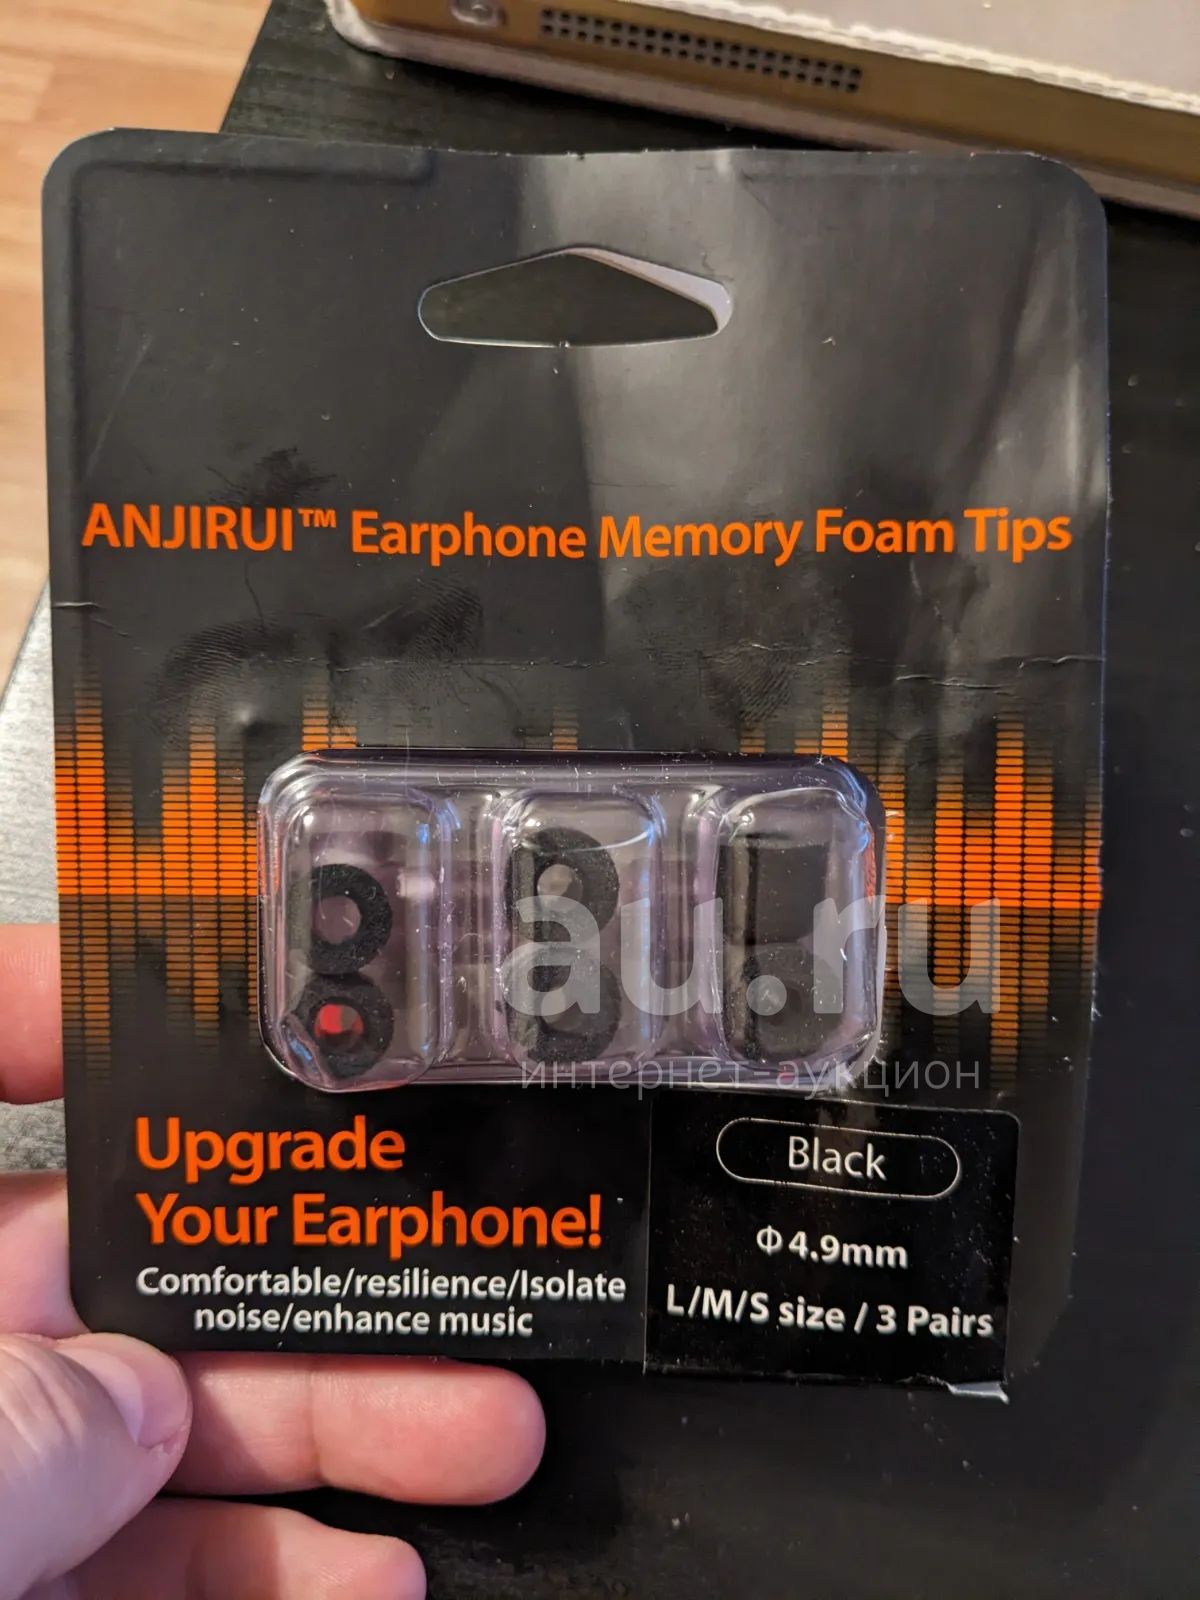 ANJIRUI™ Earphone Memory Foam Tips
au.ru
интернет-аукцион
Upgrade
Your Earphone!
Comfortable/resilience/Isolate
noise/enhance music
Black
Φ4.9mm
L/M/S size / 3 Pairs